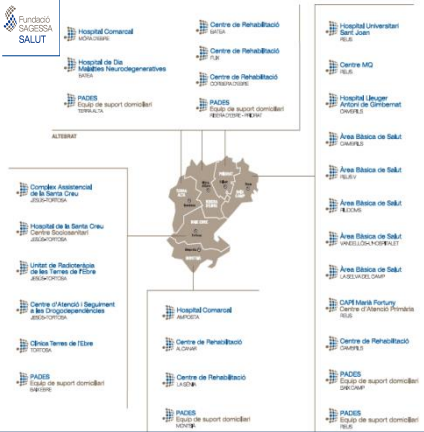 Fundació
SAGESSA
SALUT
Hospital Comarcal
MÓRA D'EBRE
Hospital de Dia
Malalties Neurodegeneratives
BATEA
PADES
Equip de suport domiciliari
TERRA ALTA
Centre de Rehabilitació
BATEA
Centre de Rehabilitació
FLIX
Centre de Rehabilitació
CORBERA D'EBRE
PADES
Equip de suport domiciliari
RIBERA D'EBRE - PRIORAT
ALTEBRAT
Hospital Universitari
Sant Joan
REUS
Centre MQ
REUS
Hospital Lleuger
Antoni de Gimbernat
CAMBRILS
Àrea Bàsica de Salut
CAMBRILS
Àrea Bàsica de Salut
REUS V
Àrea Bàsica de Salut
RIUDOMS
Àrea Bàsica de Salut
VANDELLÒS-L'HOSPITALET
Àrea Bàsica de Salut
LA SELVA DEL CAMP
CAPI Marià Fortuny
Centre d'Atenció Primària
REUS
Centre de Rehabilitació
CAMBRILS
PADES
Equip de suport domiciliari
BAIX CAMP
PADES
Equip de suport domiciliari
REUS
Complex Assistencial
de la Santa Creu
JESÚS-TORTOSA
Hospital de la Santa Creu
Centre Sociosanitari
JESÚS-TORTOSA
Unitat de Radioteràpia
de les Terres de l'Ebre
JESÚS-TORTOSA
Centre d'Atenció i Seguiment
a les Drogodependències
JESÚS-TORTOSA
Clínica Terres de l'Ebre
TORTOSA
PADES
Equip de suport domiciliari
BAIX EBRE
Hospital Comarcal
AMPOSTA
Centre de Rehabilitació
ALCANAR
Centre de Rehabilitació
LA SÉNIA
PADES
Equip de suport domiciliari
MONTSIÀ